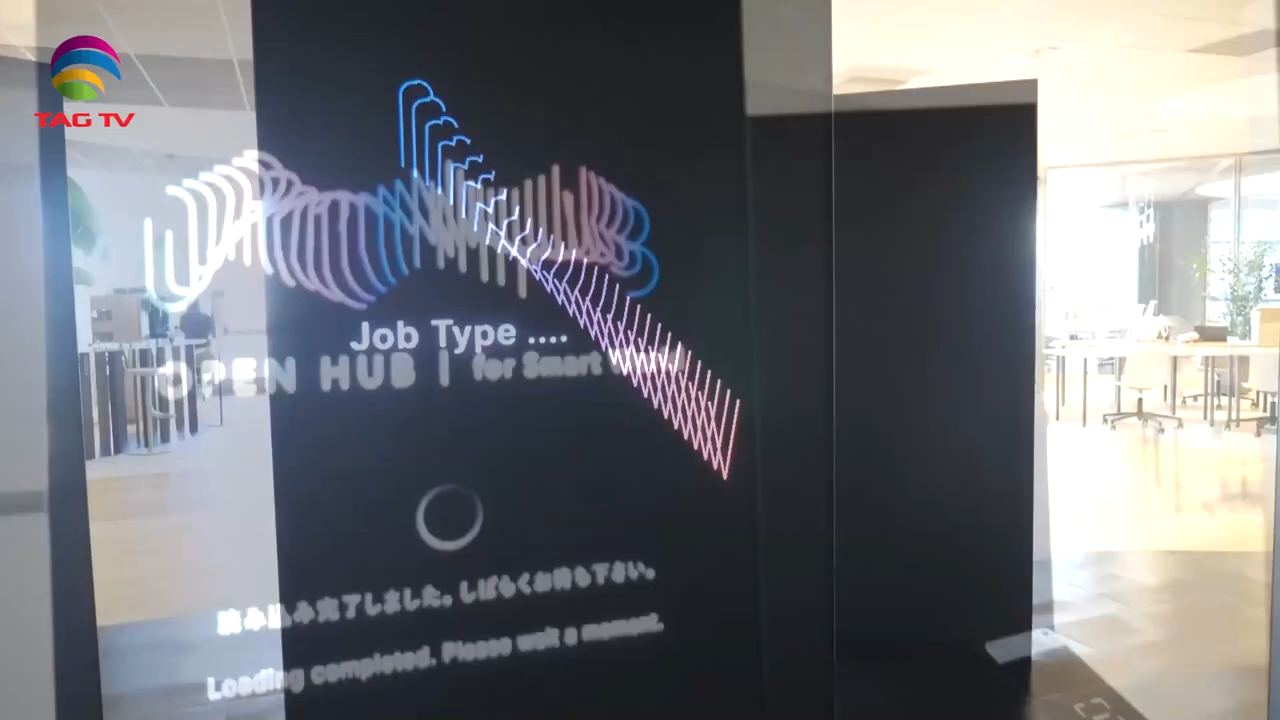 TAG TV
Job Type ....
OPEN HUB | for Smart World
読み込み完了しました。しばらくお待ち下さい。
Loading completed. Please wait a moment.